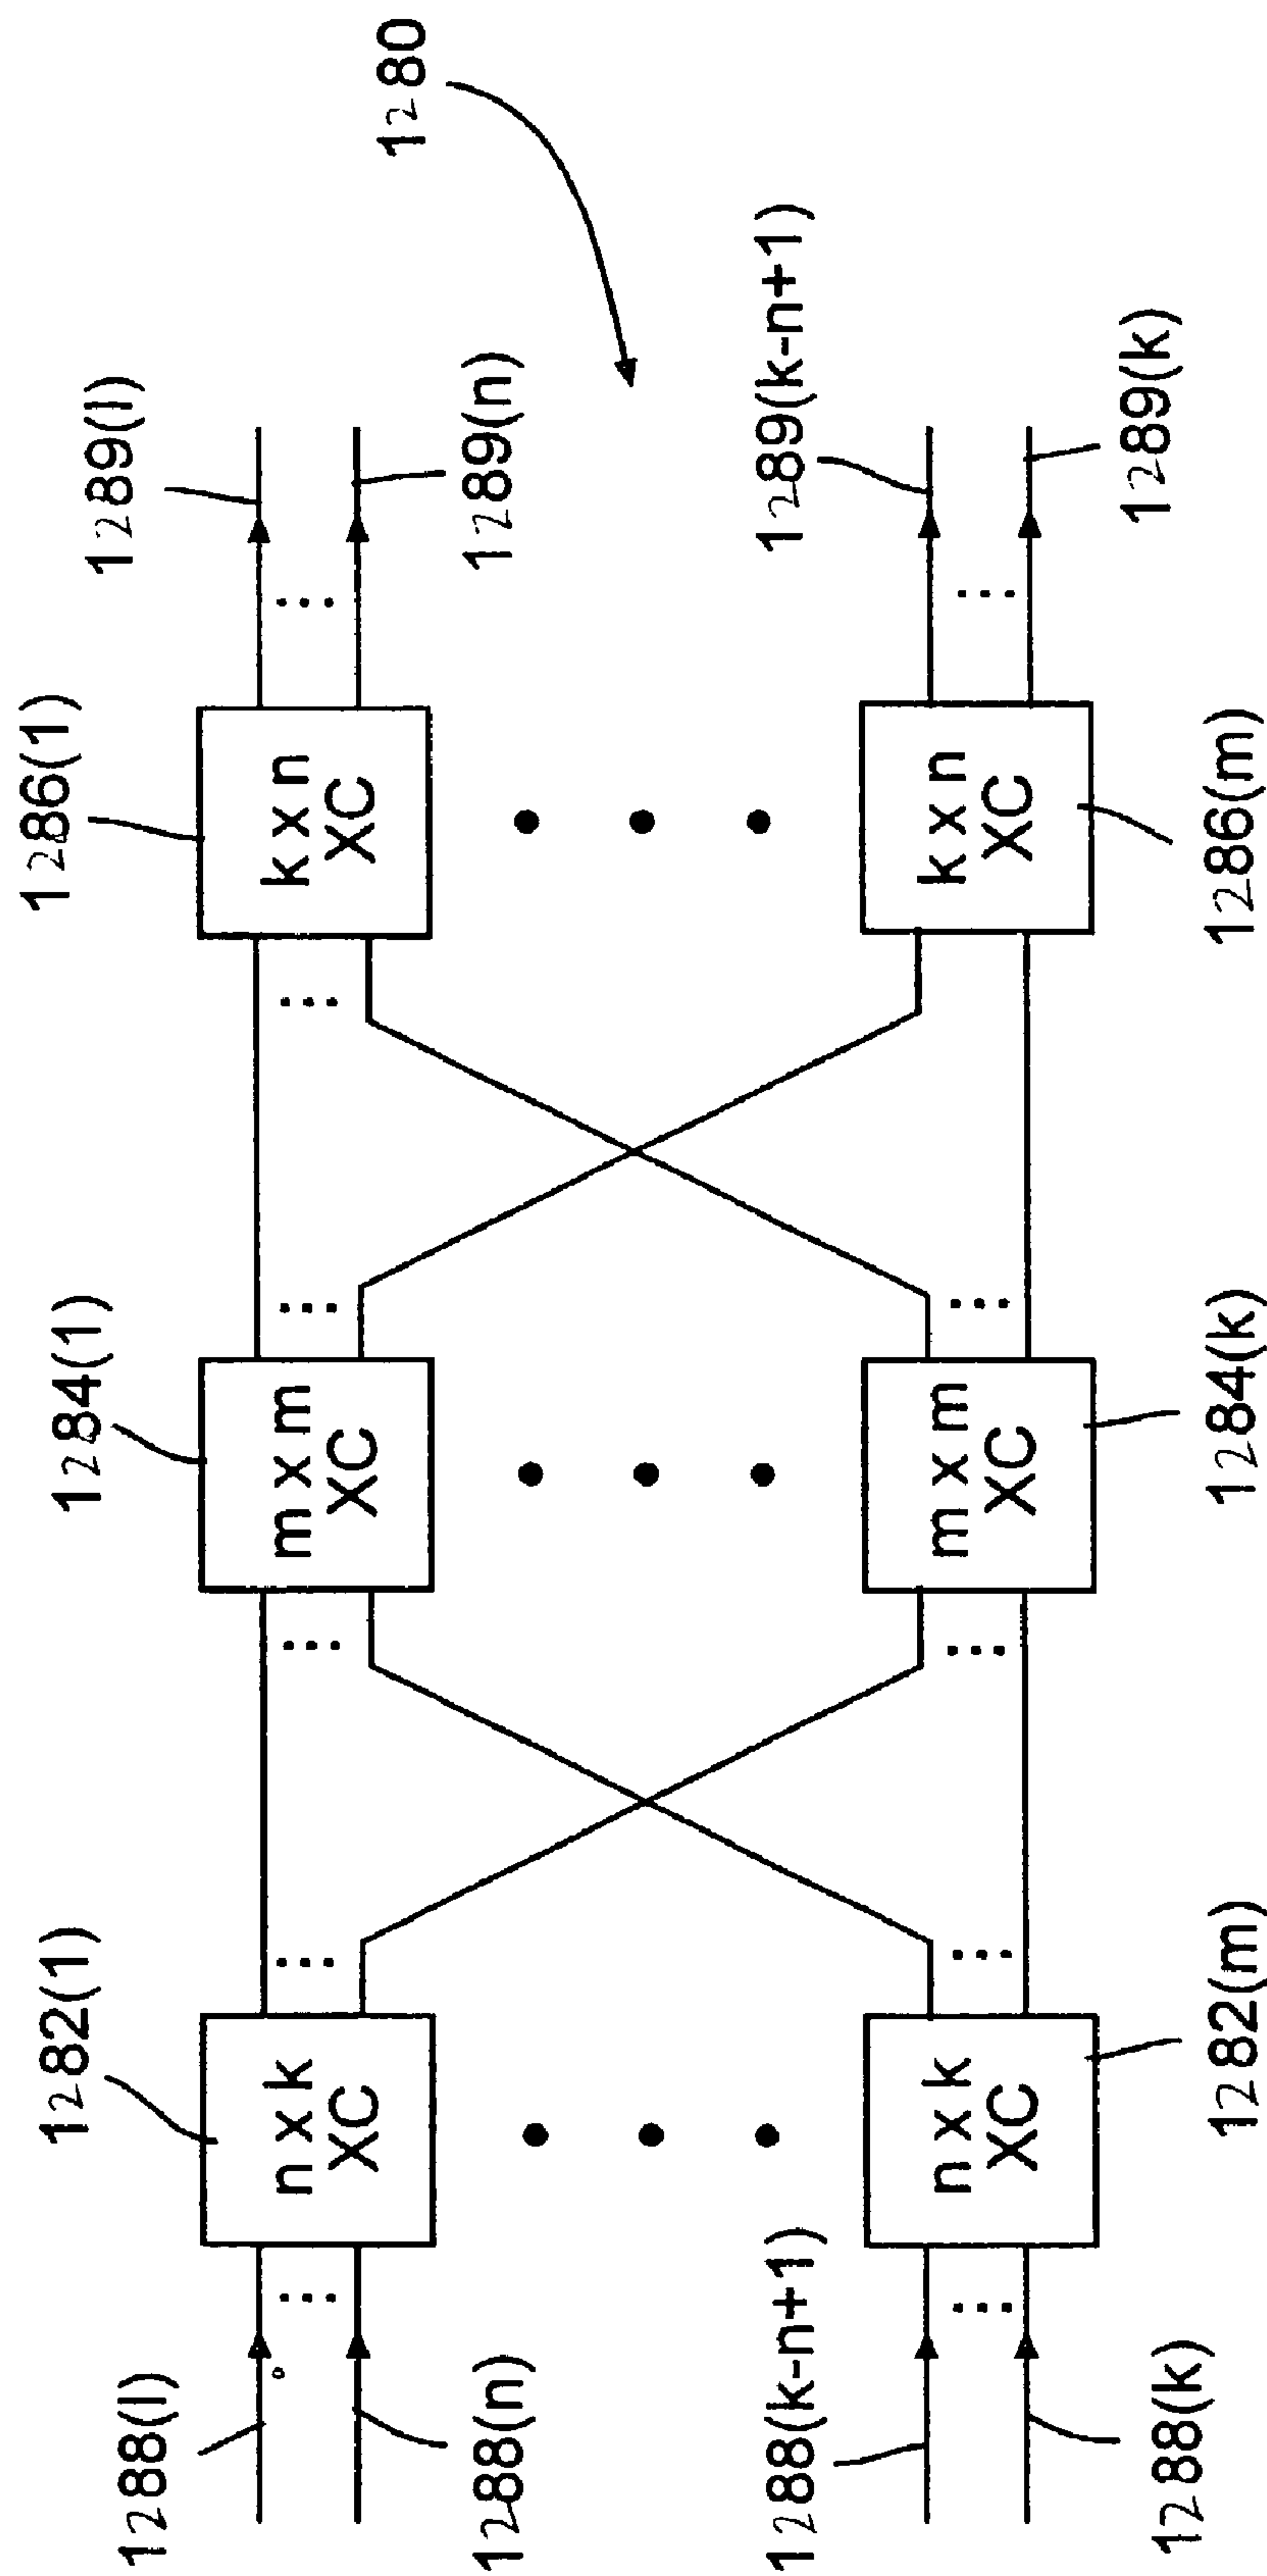 1280
1286(1)
1289(l)
1284(1)
1282(1)
1288(l)
n x k
XC
m x m
XC
k x n
XC
1288(n)
1289(n)
1288(k-n+1)
1289(k-n+1)
n x k
XC
m x m
XC
k x n
XC
1288(k)
1282(m)
1284(k)
1286(m)
1289(k)